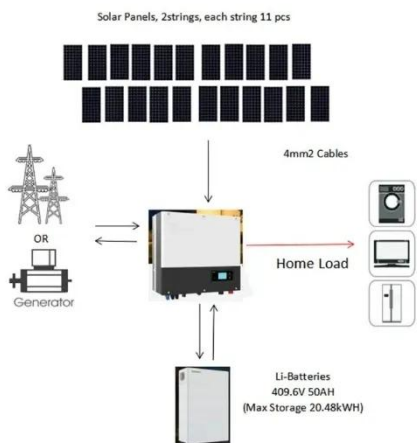 Solar Panels, 2strings, each string 11 pcs
4mm2 Cables
OR
Generator
Home Load
Li-Batteries
409.6V 50AH
(Max Storage 20.48kWH)